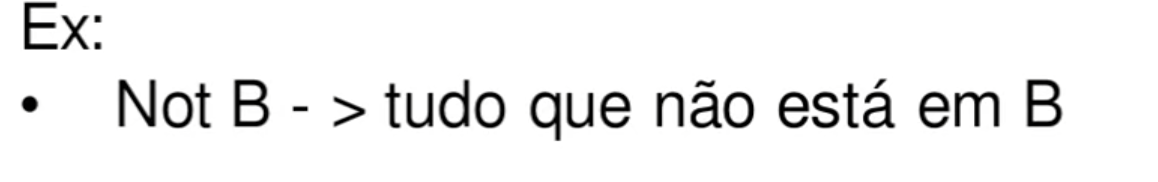 Ex:
• Not B - > tudo que não está em B